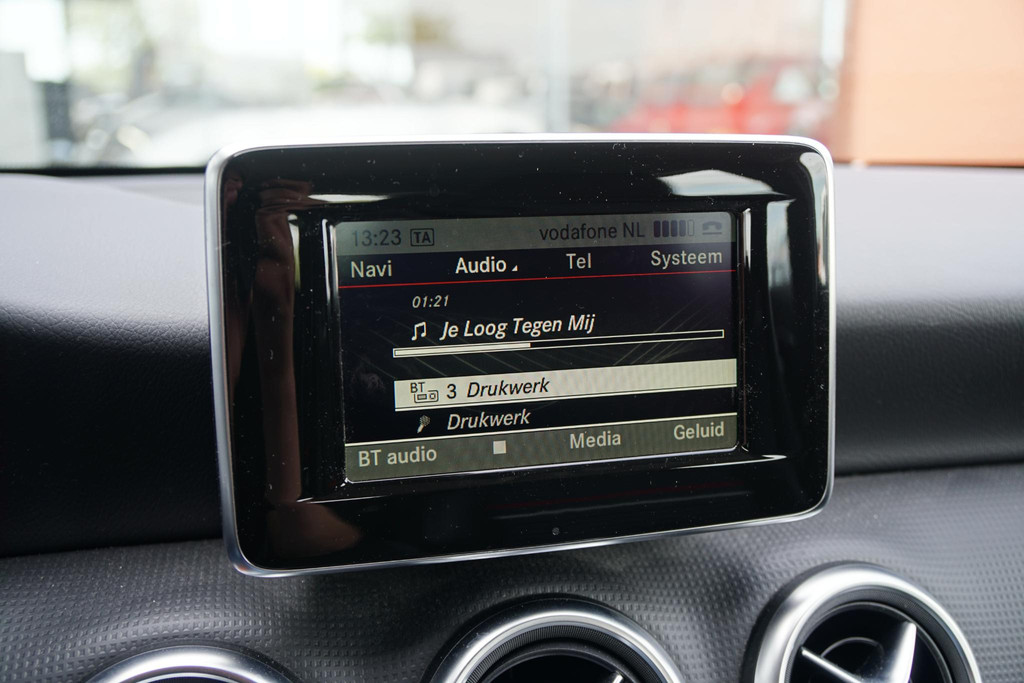 13:23 TA vodafone NL
Navi Audio Tel Systeem
01:21
Je Loog Tegen Mij
BT 3 Drukwerk
Drukwerk
BT audio Media Geluid